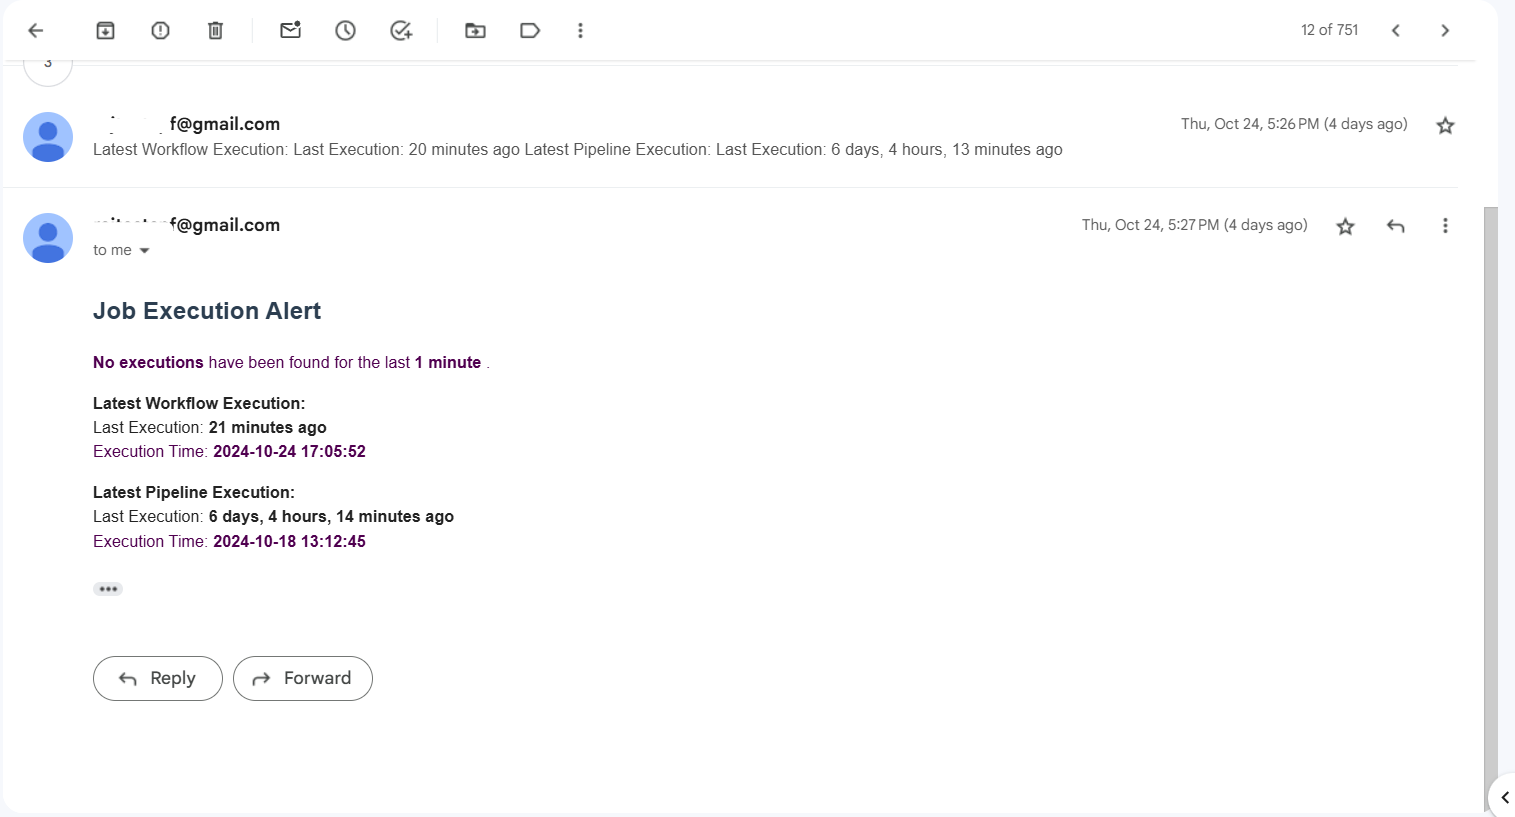 12 of 751
3
f@gmail.com
Thu, Oct 24, 5:26 PM (4 days ago)
Latest Workflow Execution: Last Execution: 20 minutes ago Latest Pipeline Execution: Last Execution: 6 days, 4 hours, 13 minutes ago
f@gmail.com
Thu, Oct 24, 5:27 PM (4 days ago)
to me
Job Execution Alert
No executions have been found for the last 1 minute .
Latest Workflow Execution:
Last Execution: 21 minutes ago
Execution Time: 2024-10-24 17:05:52
Latest Pipeline Execution:
Last Execution: 6 days, 4 hours, 14 minutes ago
Execution Time: 2024-10-18 13:12:45
Reply
Forward